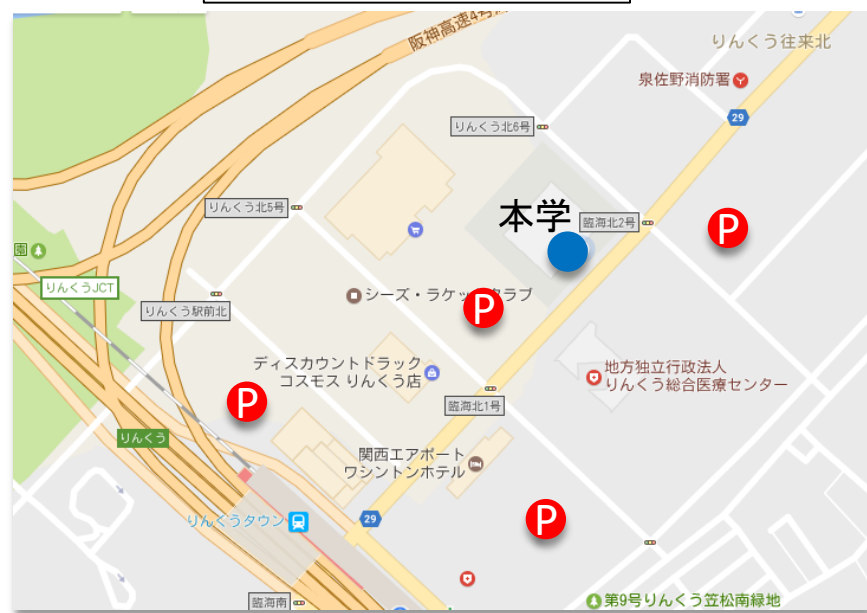 阪神高速4号
りんくう往来北
泉佐野消防署
29
りんくう北6号
りんくう北5号
本学
臨海北2号
P
園
りんくうJCT
りんくう駅前北
シーズ・ラケッ
クラブ
P
ディスカウントドラック
コスモス りんくう店
地方独立行政法人
りんくう総合医療センター
P
臨海北1号
りんくう
関西エアポート
ワシントンホテル
りんくうタウン
29
P
臨海南
第9号りんくう笠松南緑地